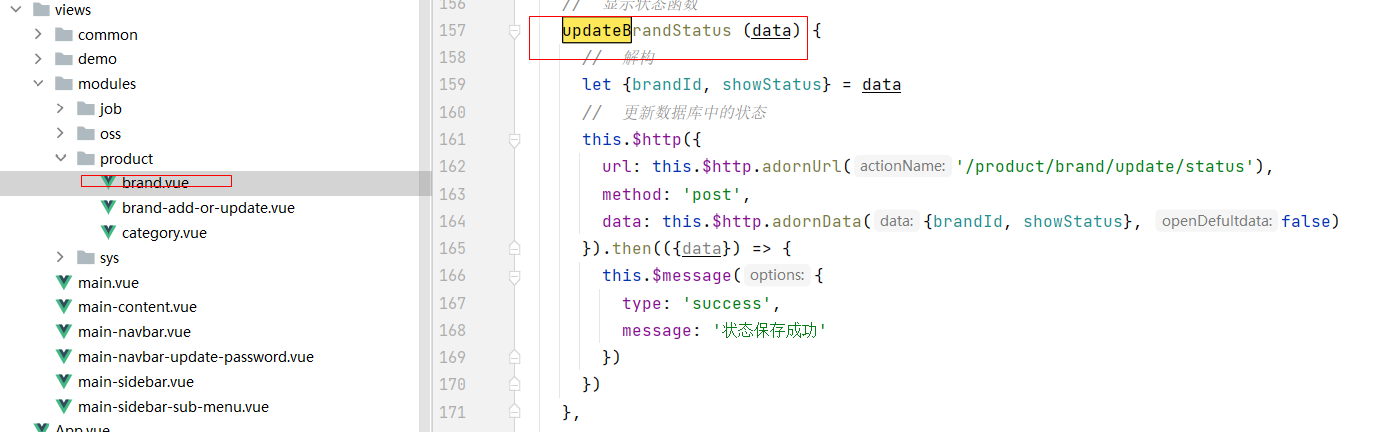 views
common
demo
modules
job
oss
product
brand.vue
brand-add-or-update.vue
category.vue
sys
main.vue
main-content.vue
main-navbar.vue
main-navbar-update-password.vue
main-sidebar.vue
main-sidebar-sub-menu.vue
App.vue
156 // 显示状态函数
157 updateBrandStatus (data) {
158 // 解构
159 let {brandId, showStatus} = data
160 // 更新数据库中的状态
161 this.$http({
162 url: this.$http.adornUrl( actionName: '/product/brand/update/status'),
163 method: 'post',
164 data: this.$http.adornData( data: {brandId, showStatus}, openDefultdata: false)
165 }).then(({data}) => {
166 this.$message( options: {
167 type: 'success',
168 message: '状态保存成功'
169 })
170 })
171 },